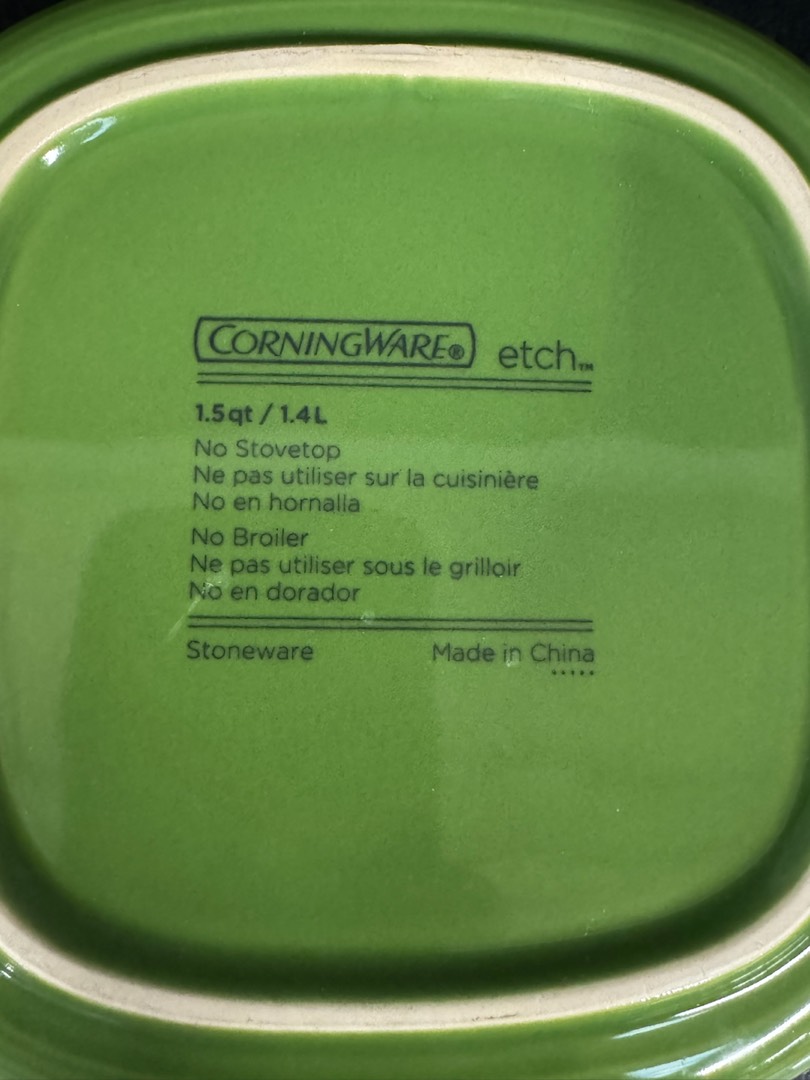 CORNINGWARE® etch™
1.5qt / 1.4L
No Stovetop
Ne pas utiliser sur la cuisinière
No en hornalla
No Broiler
Ne pas utiliser sous le grilloir
No en dorador
Stoneware Made in China